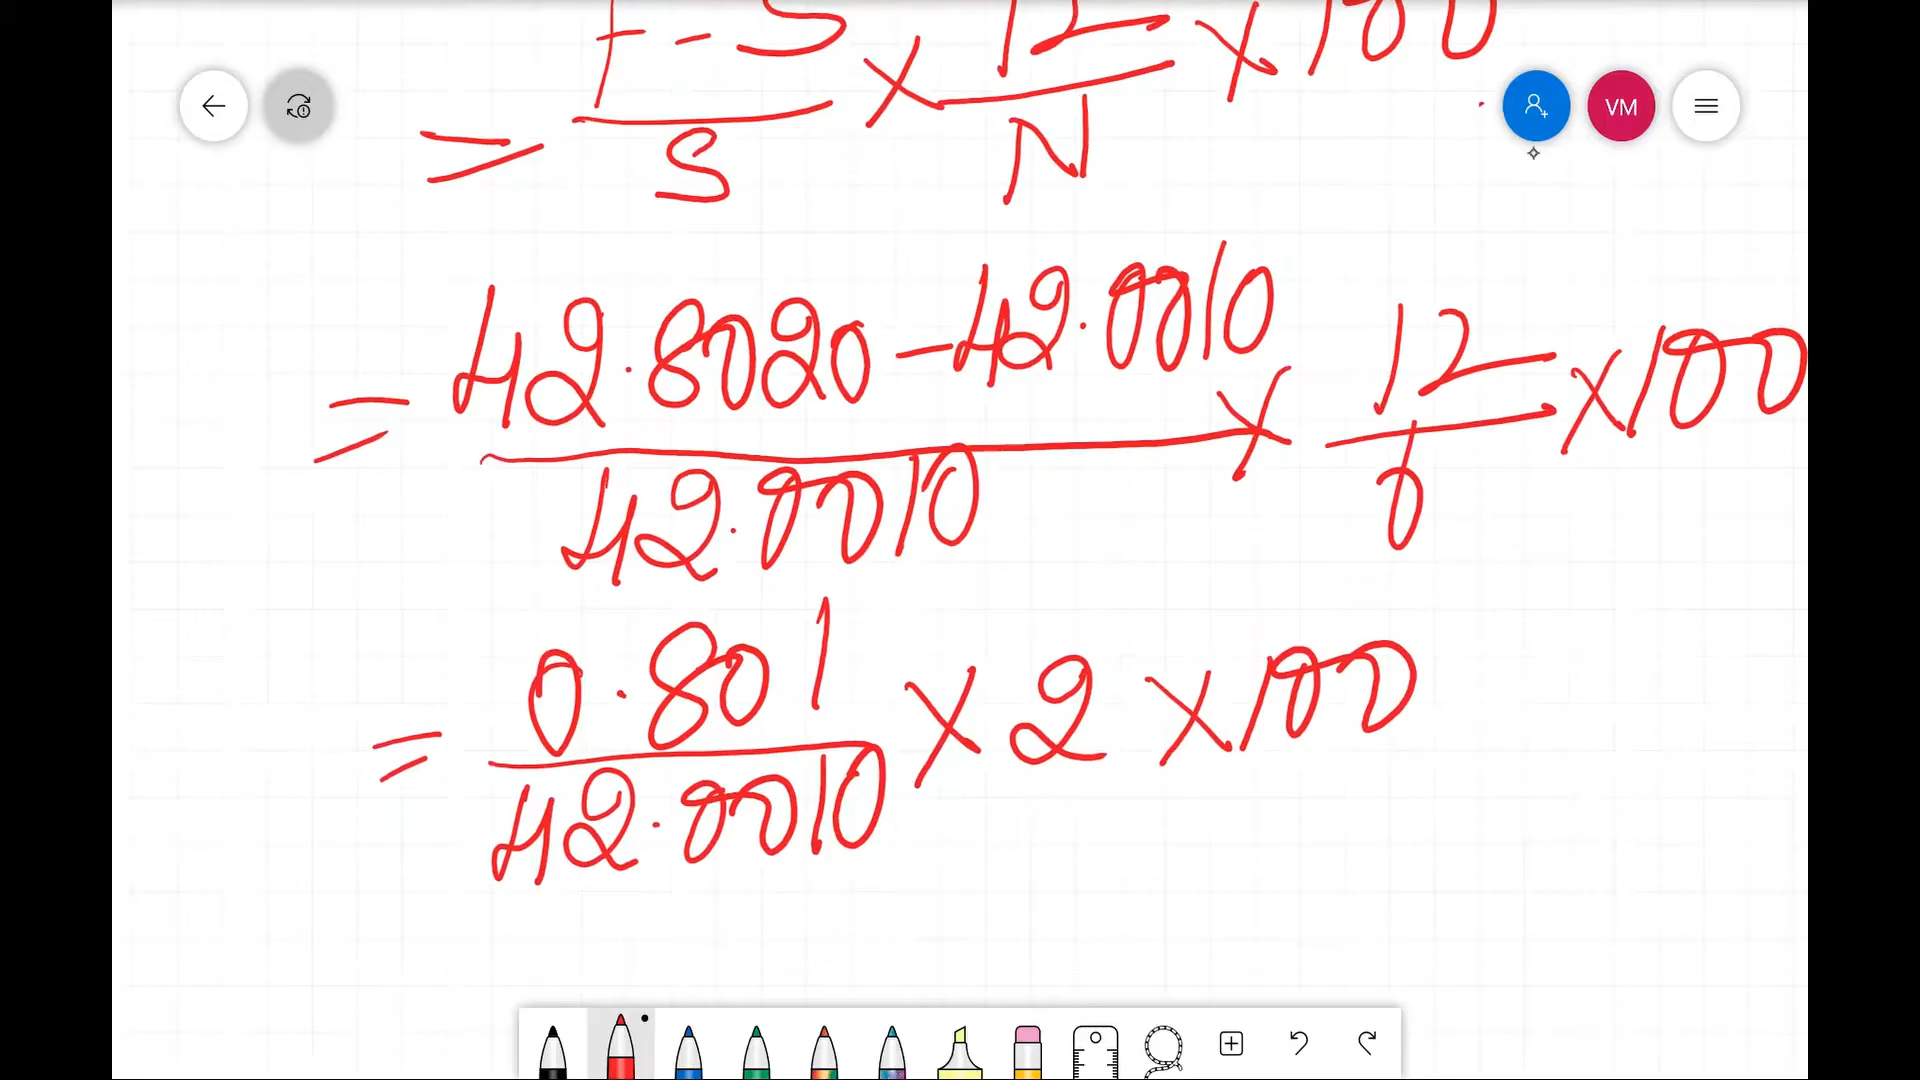 VM
= F - S / S × 12 / N × 100
= 42.8020 - 42.0010 / 42.0010 × 12 / 6 × 100
= 0.801 / 42.0010 × 2 × 100